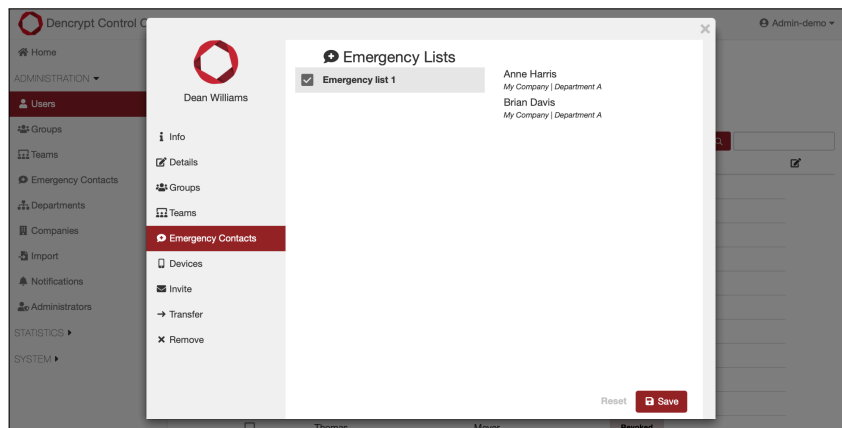 Dencrypt Control C
Admin-demo
Home
ADMINISTRATION
Users
Groups
Teams
Emergency Contacts
Departments
Companies
Import
Notifications
Administrators
STATISTICS
SYSTEM
Dean Williams
Info
Details
Groups
Teams
Emergency Contacts
Devices
Invite
Transfer
Remove
Emergency Lists
Emergency list 1
Anne Harris
My Company | Department A
Brian Davis
My Company | Department A
Reset
Save
Thomas
Meyer
Revoked